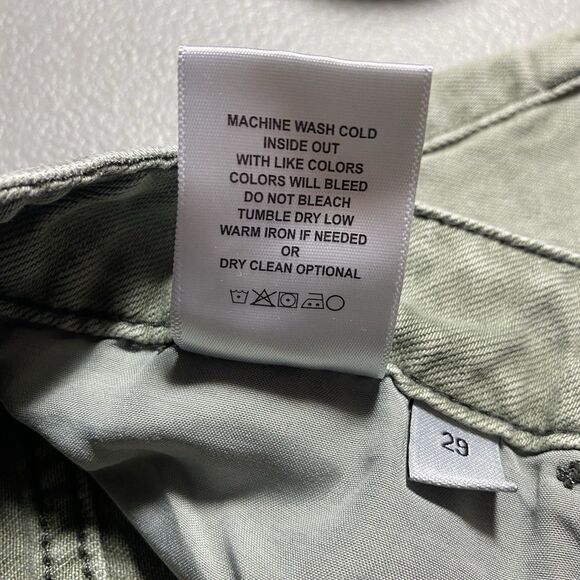 MACHINE WASH COLD
INSIDE OUT
WITH LIKE COLORS
COLORS WILL BLEED
DO NOT BLEACH
TUMBLE DRY LOW
WARM IRON IF NEEDED
OR
DRY CLEAN OPTIONAL
29